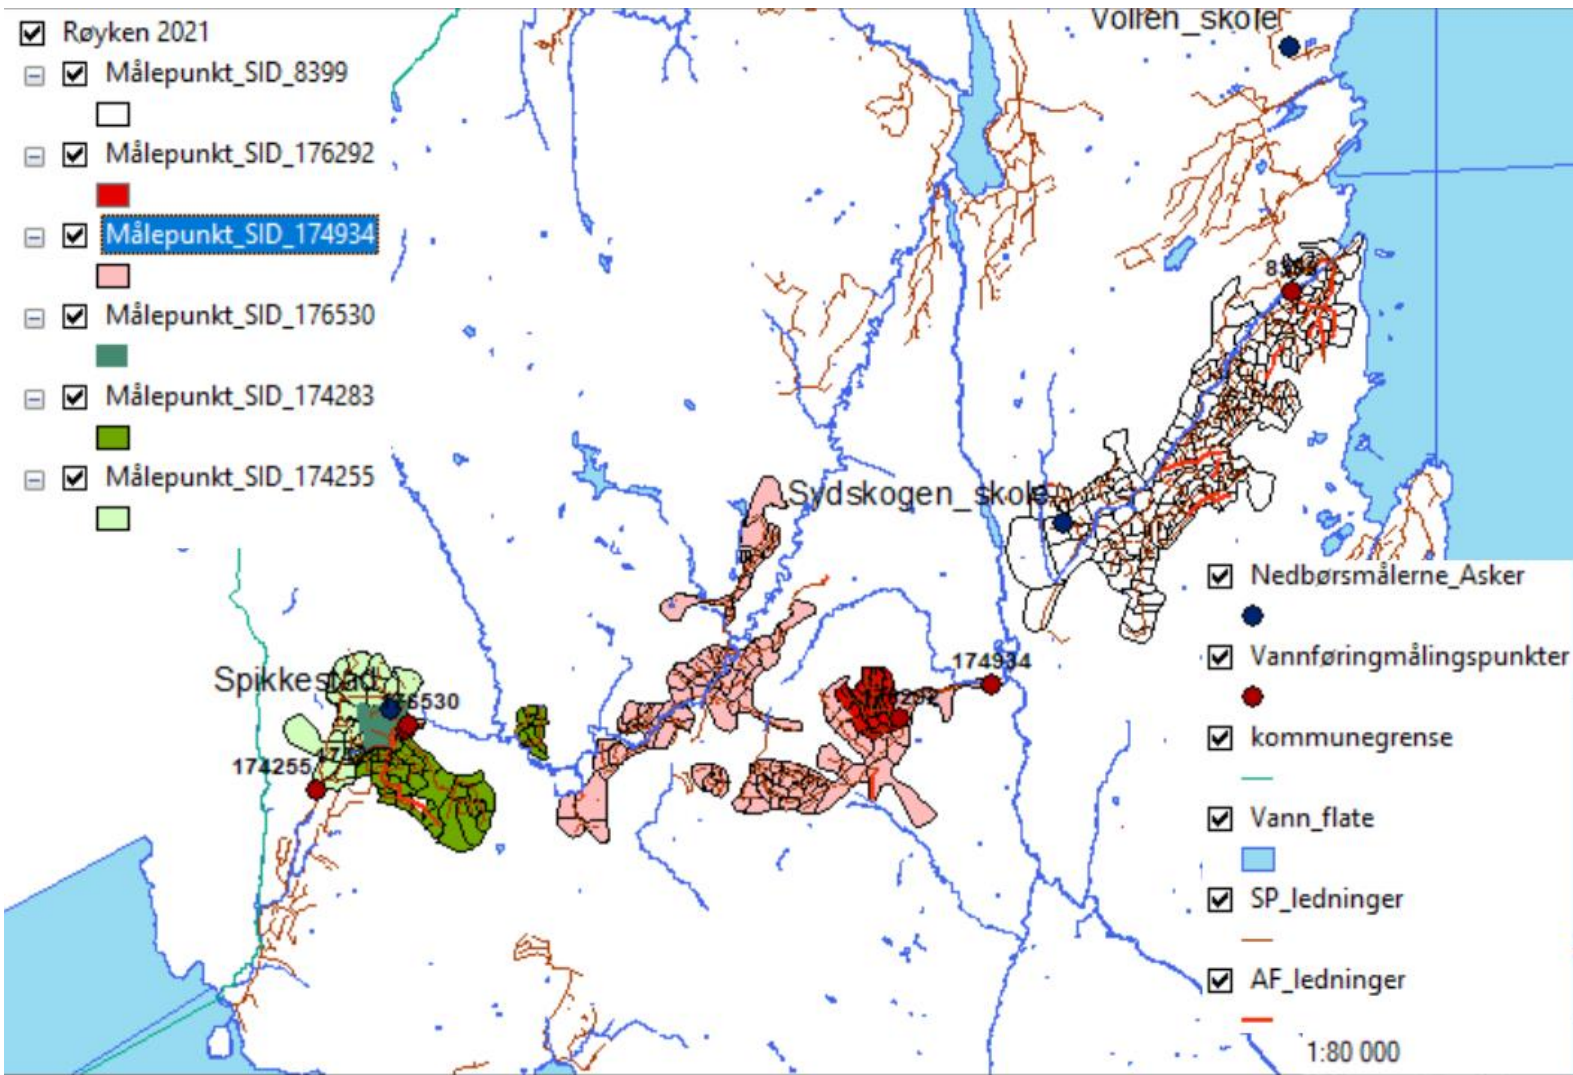 Røyken 2021
Målepunkt_SID_8399
Målepunkt_SID_176292
Målepunkt_SID_174934
Målepunkt_SID_176530
Målepunkt_SID_174283
Målepunkt_SID_174255
Vollen_skole
Sydskogen_skole
174934
Spikkestad
174255
Nedbørsmålerne_Asker
Vannføringmålingspunkter
kommunegrense
Vann_flate
SP_ledninger
AF_ledninger
1:80 000